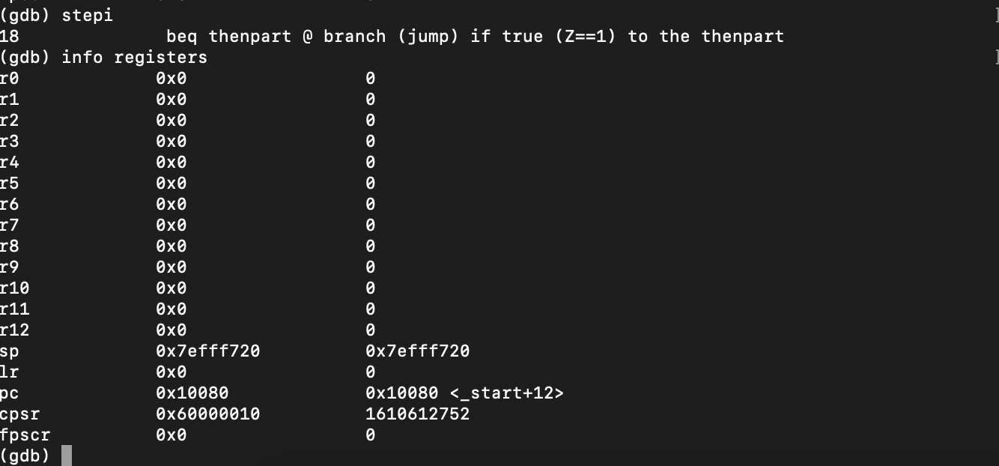 (gdb) stepi
18 beq thenpart @ branch (jump) if true (Z==1) to the thenpart
(gdb) info registers
r0 0x0 0
r1 0x0 0
r2 0x0 0
r3 0x0 0
r4 0x0 0
r5 0x0 0
r6 0x0 0
r7 0x0 0
r8 0x0 0
r9 0x0 0
r10 0x0 0
r11 0x0 0
r12 0x0 0
sp 0x7efff720 0x7efff720
lr 0x0 0
pc 0x10080 0x10080 <_start+12>
cpsr 0x60000010 1610612752
fpscr 0x0 0
(gdb)